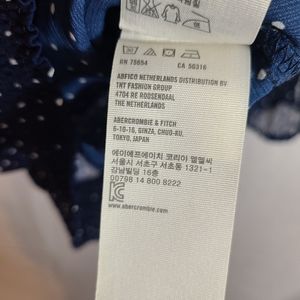 RN 75654 CA 50316
ABFICO NETHERLANDS DISTRIBUTION BV
TNT FASHION GROUP
4704 RE ROOSENDAAL
THE NETHERLANDS
ABERCROMBIE & FITCH
6-10-16, GINZA, CHUO-KU,
TOKYO, JAPAN
에이에프에이치 코리아 엘엘씨
서울시 서초구 서초동 1321-1
강남빌딩 16층
00798 14 800 8222
www.abercrombie.com